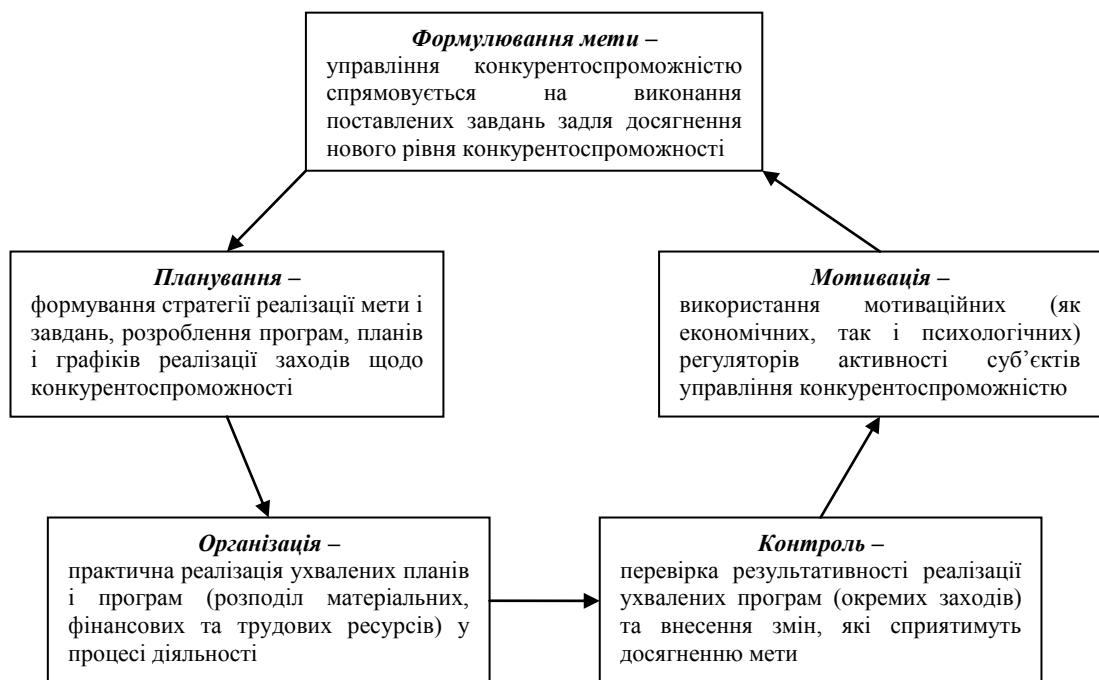 Формулювання мети –
управління конкурентоспроможністю
спрямовується на виконання
поставлених завдань задля досягнення
нового рівня конкурентоспроможності
Планування –
формування стратегії реалізації мети і
завдань, розроблення програм, планів
і графіків реалізації заходів щодо
конкурентоспроможності
Мотивація –
використання мотиваційних (як
економічних, так і психологічних)
регуляторів активності суб’єктів
управління конкурентоспроможністю
Організація –
практична реалізація ухвалених планів
і програм (розподіл матеріальних,
фінансових та трудових ресурсів) у
процесі діяльності
Контроль –
перевірка результативності реалізації
ухвалених програм (окремих заходів)
та внесення змін, які сприятимуть
досягненню мети